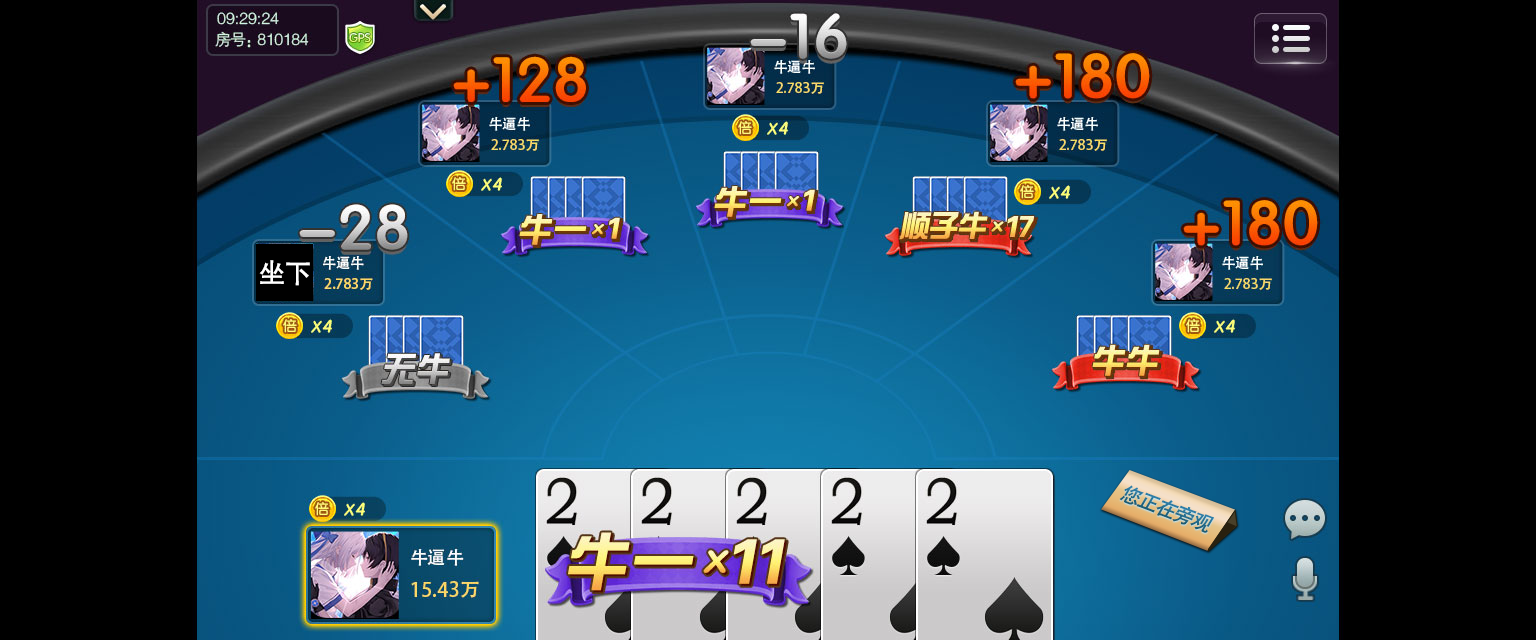 09:29:24
房号: 810184
GPS
-16
牛逼牛
2.783万
倍 X4
牛一×1
+128
牛逼牛
2.783万
倍 X4
牛一×1
+180
牛逼牛
2.783万
倍 X4
顺子牛×17
-28
坐下
牛逼牛
2.783万
倍 X4
无牛
+180
牛逼牛
2.783万
倍 X4
牛牛
倍 X4
牛逼牛
15.43万
2 2 2 2 2
牛一×11
您正在旁观